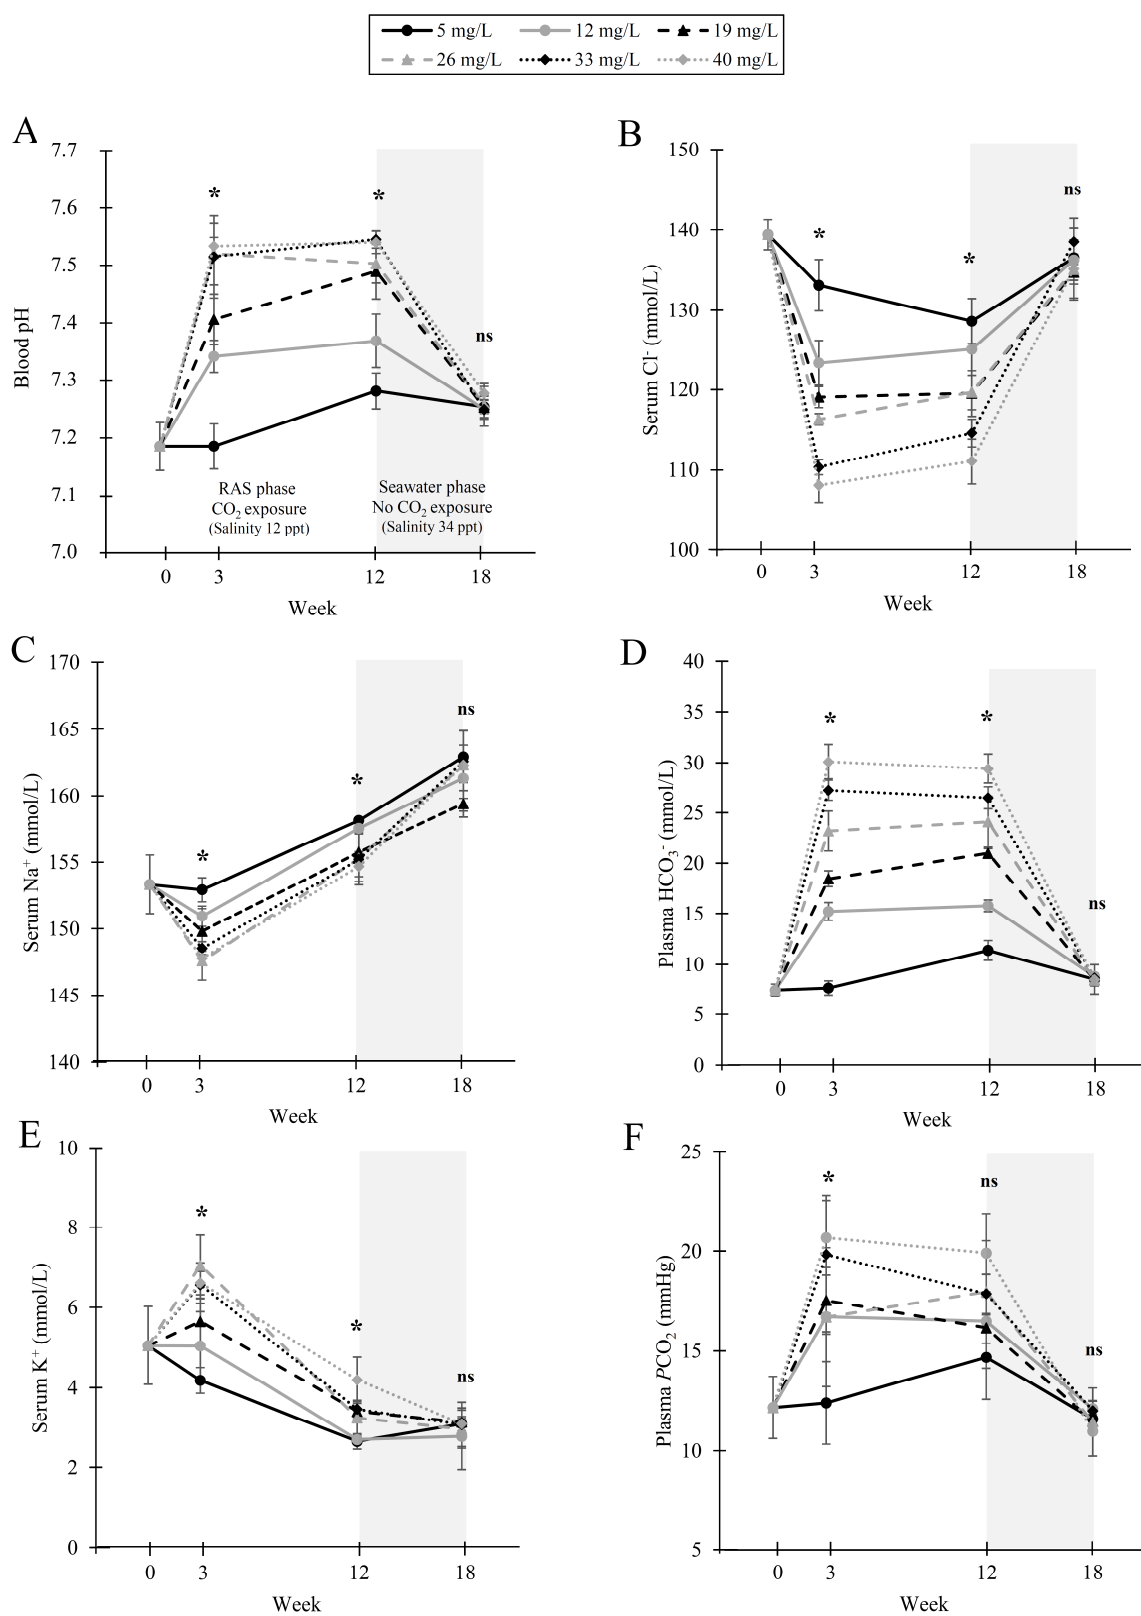 5 mg/L 12 mg/L 19 mg/L
26 mg/L 33 mg/L 40 mg/L
A
7.7
7.6
7.5
7.4
7.3
7.2
7.1
7.0
Blood pH
*
*
ns
RAS phase
CO₂ exposure
(Salinity 12 ppt)
Seawater phase
No CO₂ exposure
(Salinity 34 ppt)
0 3 12 18
Week
B
150
140
130
120
110
100
Serum Cl⁻ (mmol/L)
*
*
ns
0 3 12 18
Week
C
170
165
160
155
150
145
140
Serum Na⁺ (mmol/L)
*
*
ns
0 3 12 18
Week
D
40
35
30
25
20
15
10
5
0
Plasma HCO₃⁻ (mmol/L)
*
*
ns
0 3 12 18
Week
E
10
8
6
4
2
0
Serum K⁺ (mmol/L)
*
*
ns
0 3 12 18
Week
F
25
20
15
10
5
Plasma PCO₂ (mmHg)
*
ns
ns
0 3 12 18
Week